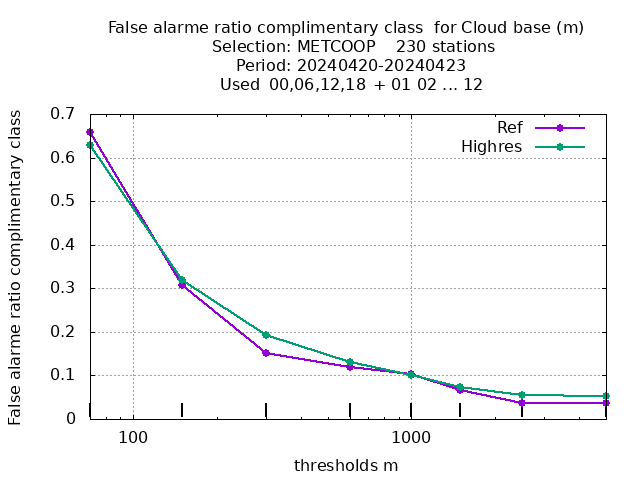 False alarme ratio complimentary class  for Cloud base (m)
Selection: METCOOP    230 stations
Period: 20240420-20240423
Used  00,06,12,18  + 01 02 ... 12
False alarme ratio complimentary class
0.7
0.6
0.5
0.4
0.3
0.2
0.1
0
Ref
Highres
100
1000
thresholds m